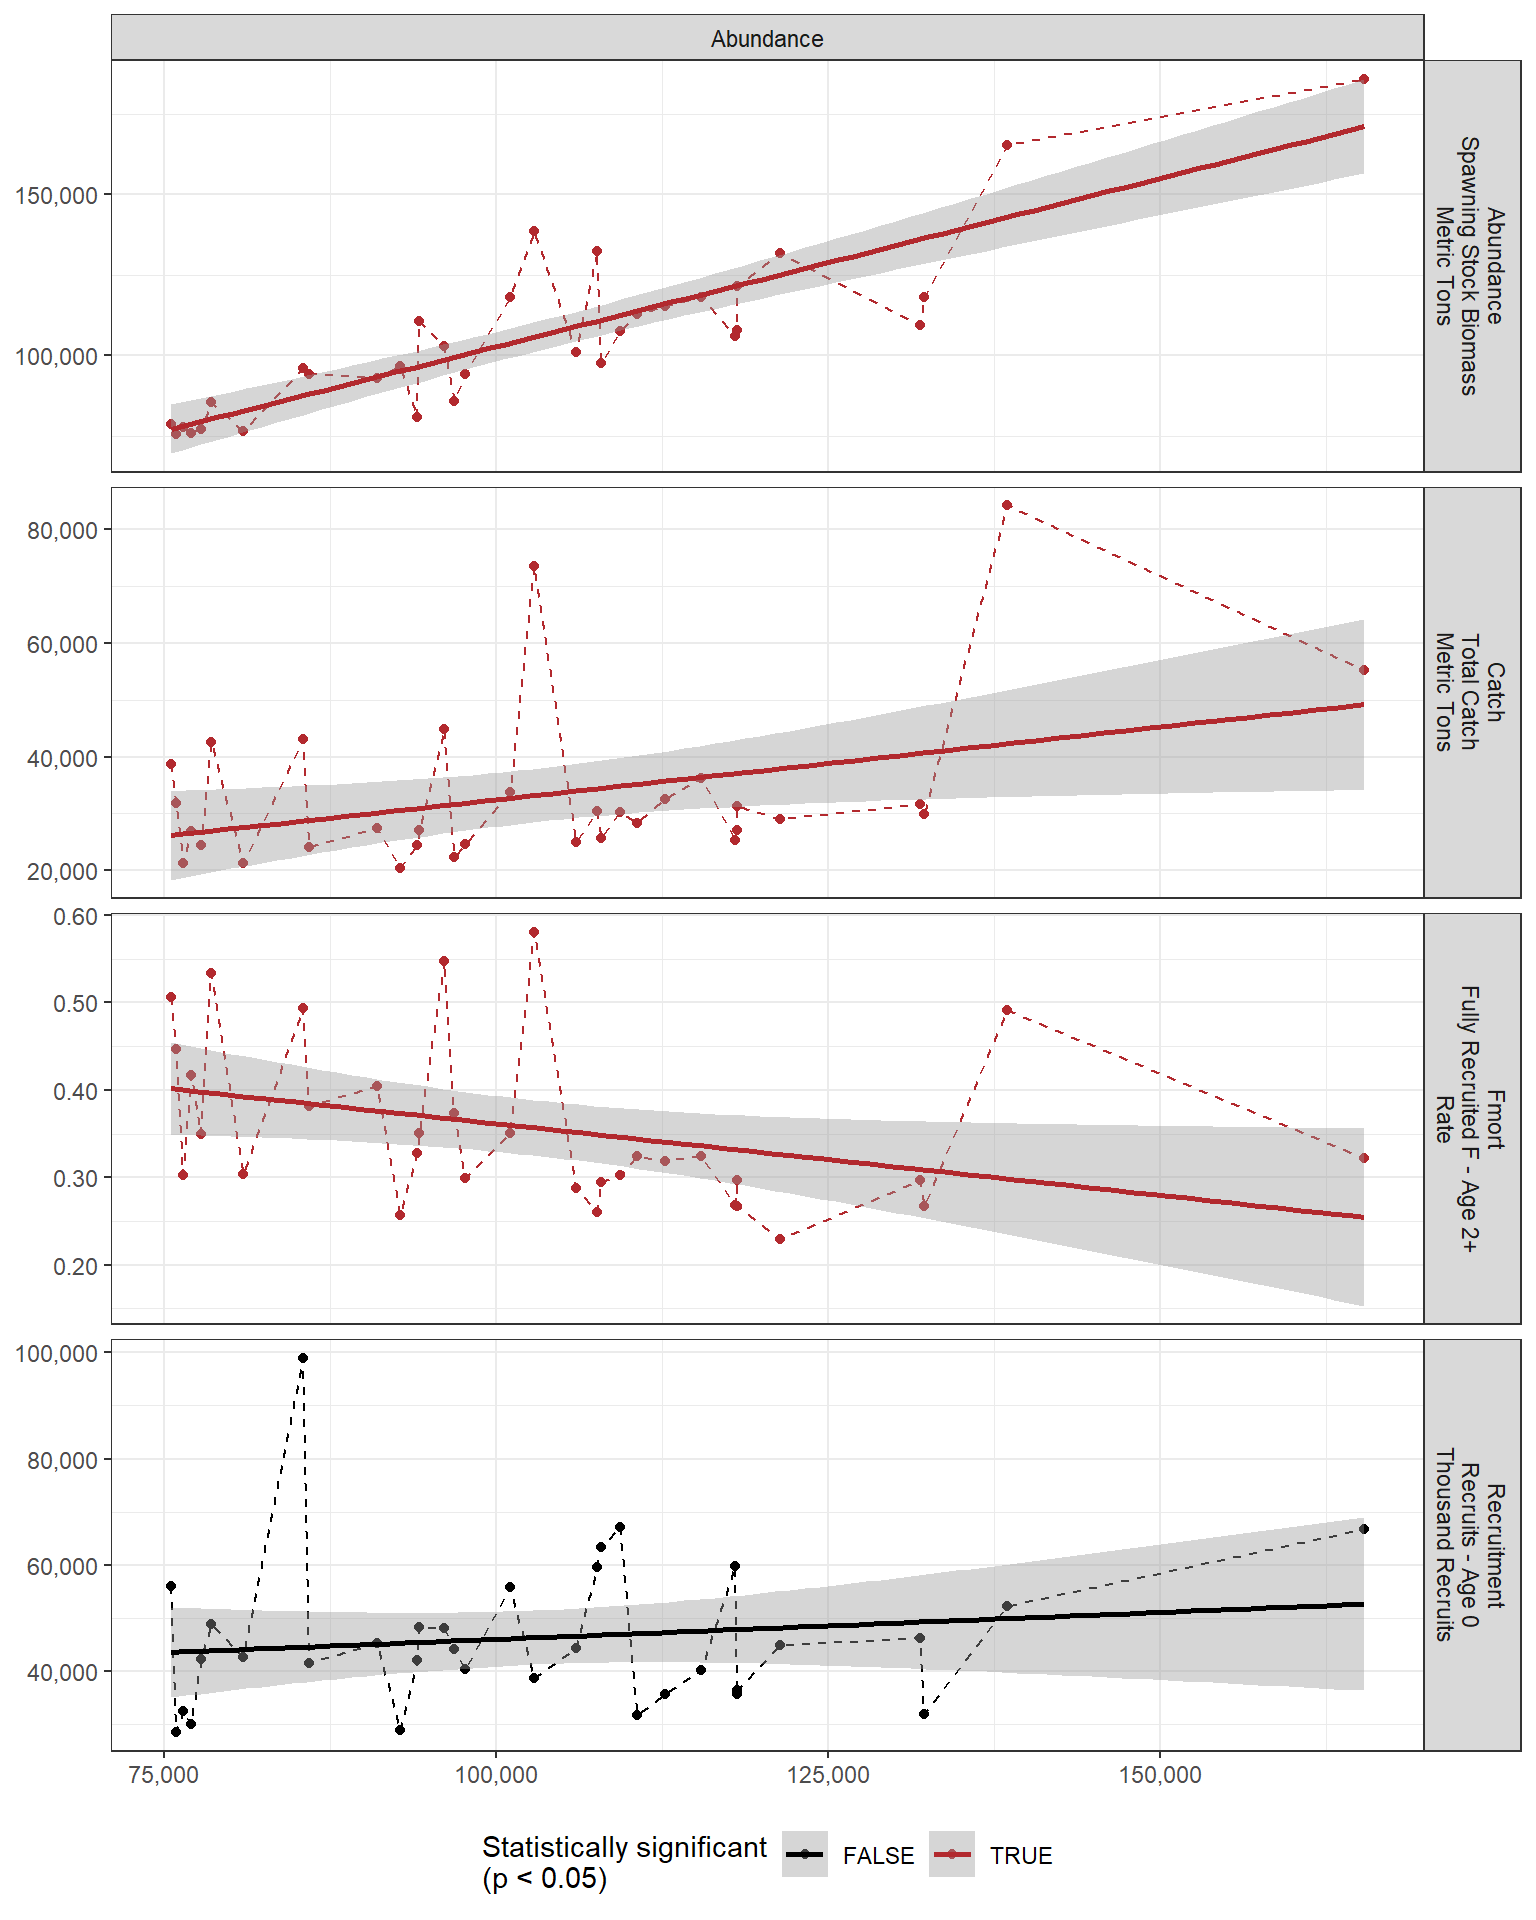 Abundance
150,000
100,000
Abundance
Spawning Stock Biomass
Metric Tons
80,000
60,000
40,000
20,000
Catch
Total Catch
Metric Tons
0.60
0.50
0.40
0.30
0.20
Fmort
Fully Recruited F - Age 2+
Rate
100,000
80,000
60,000
40,000
Recruitment
Recruits - Age 0
Thousand Recruits
75,000
100,000
125,000
150,000
Statistically significant
(p < 0.05)
FALSE
TRUE